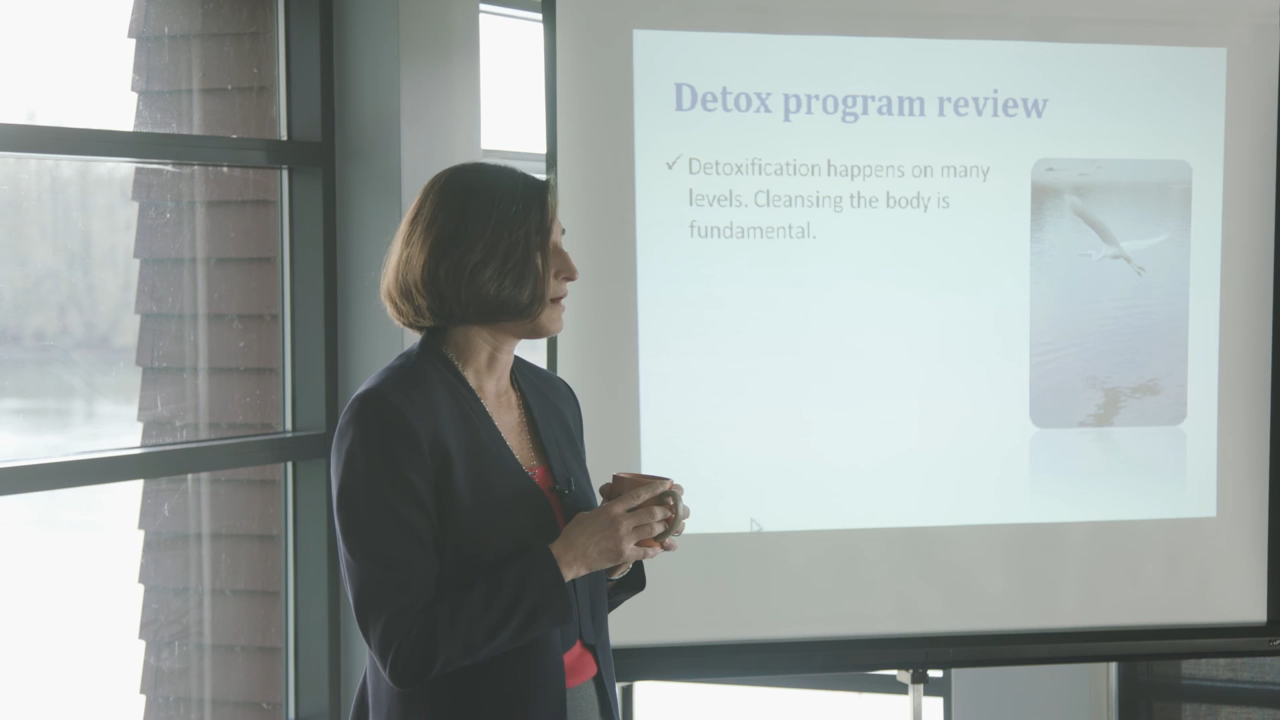 Detox program review
✓ Detoxification happens on many
levels. Cleansing the body is
fundamental.